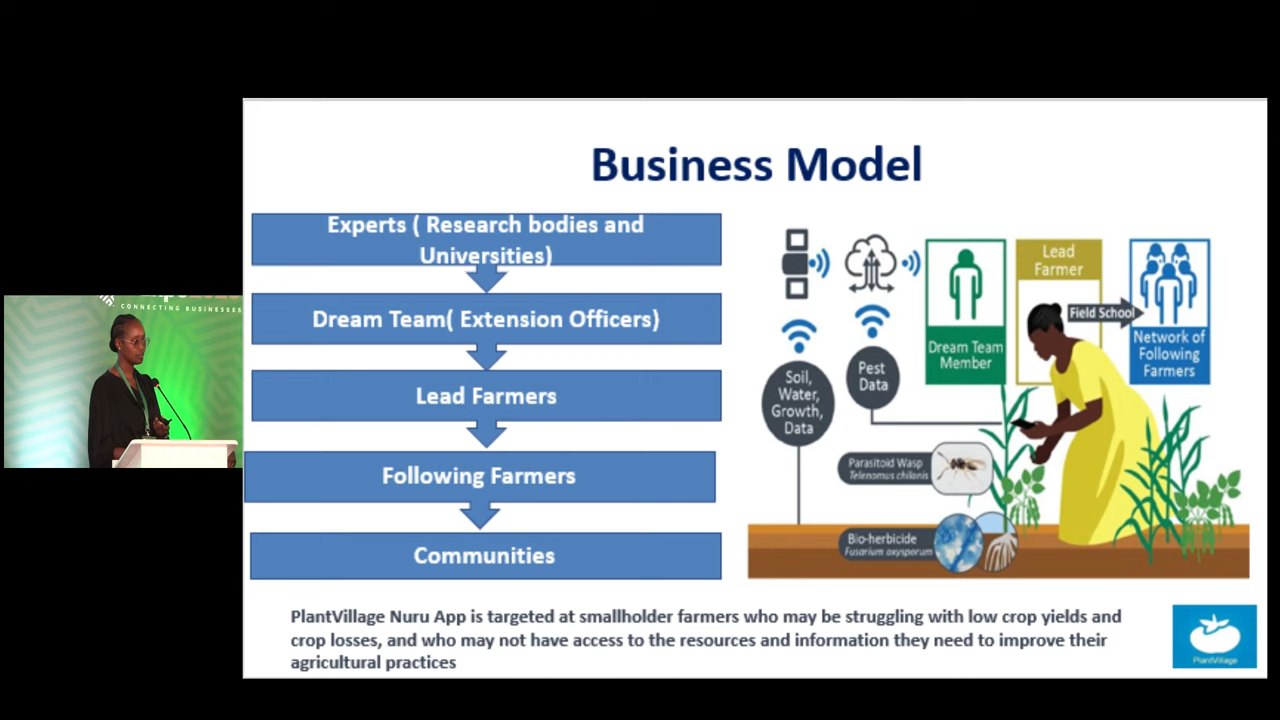 Business Model
Experts ( Research bodies and
Universities)
Dream Team( Extension Officers)
Lead Farmers
Following Farmers
Communities
Lead
Farmer
Field School
Dream Team
Member
Network of
Following
Farmers
Soil,
Water,
Growth,
Data
Pest
Data
Parasitoid Wasp
Telenomus chilonis
Bio-herbicide
Fusarium oxysporum
CONNECTING BUSINESSES
PlantVillage Nuru App is targeted at smallholder farmers who may be struggling with low crop yields and
crop losses, and who may not have access to the resources and information they need to improve their
agricultural practices
PlantVillage